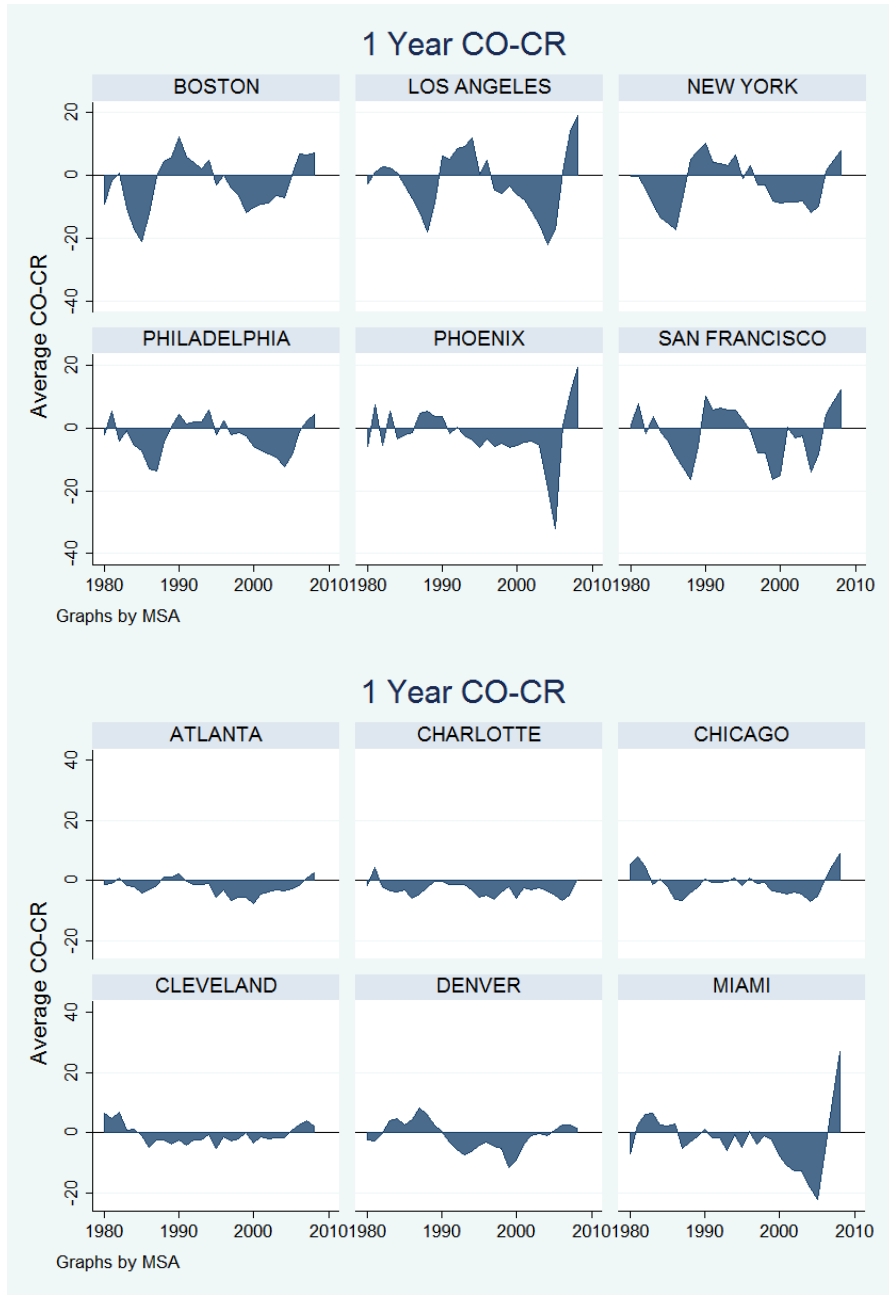 1 Year CO-CR
BOSTON LOS ANGELES NEW YORK
20
0
-20
-40
PHILADELPHIA PHOENIX SAN FRANCISCO
20
0
-20
-40
Average CO-CR
1980 1990 2000 2010 1980 1990 2000 2010 1980 1990 2000 2010
Graphs by MSA
1 Year CO-CR
ATLANTA CHARLOTTE CHICAGO
40
20
0
-20
CLEVELAND DENVER MIAMI
40
20
0
-20
Average CO-CR
1980 1990 2000 2010 1980 1990 2000 2010 1980 1990 2000 2010
Graphs by MSA